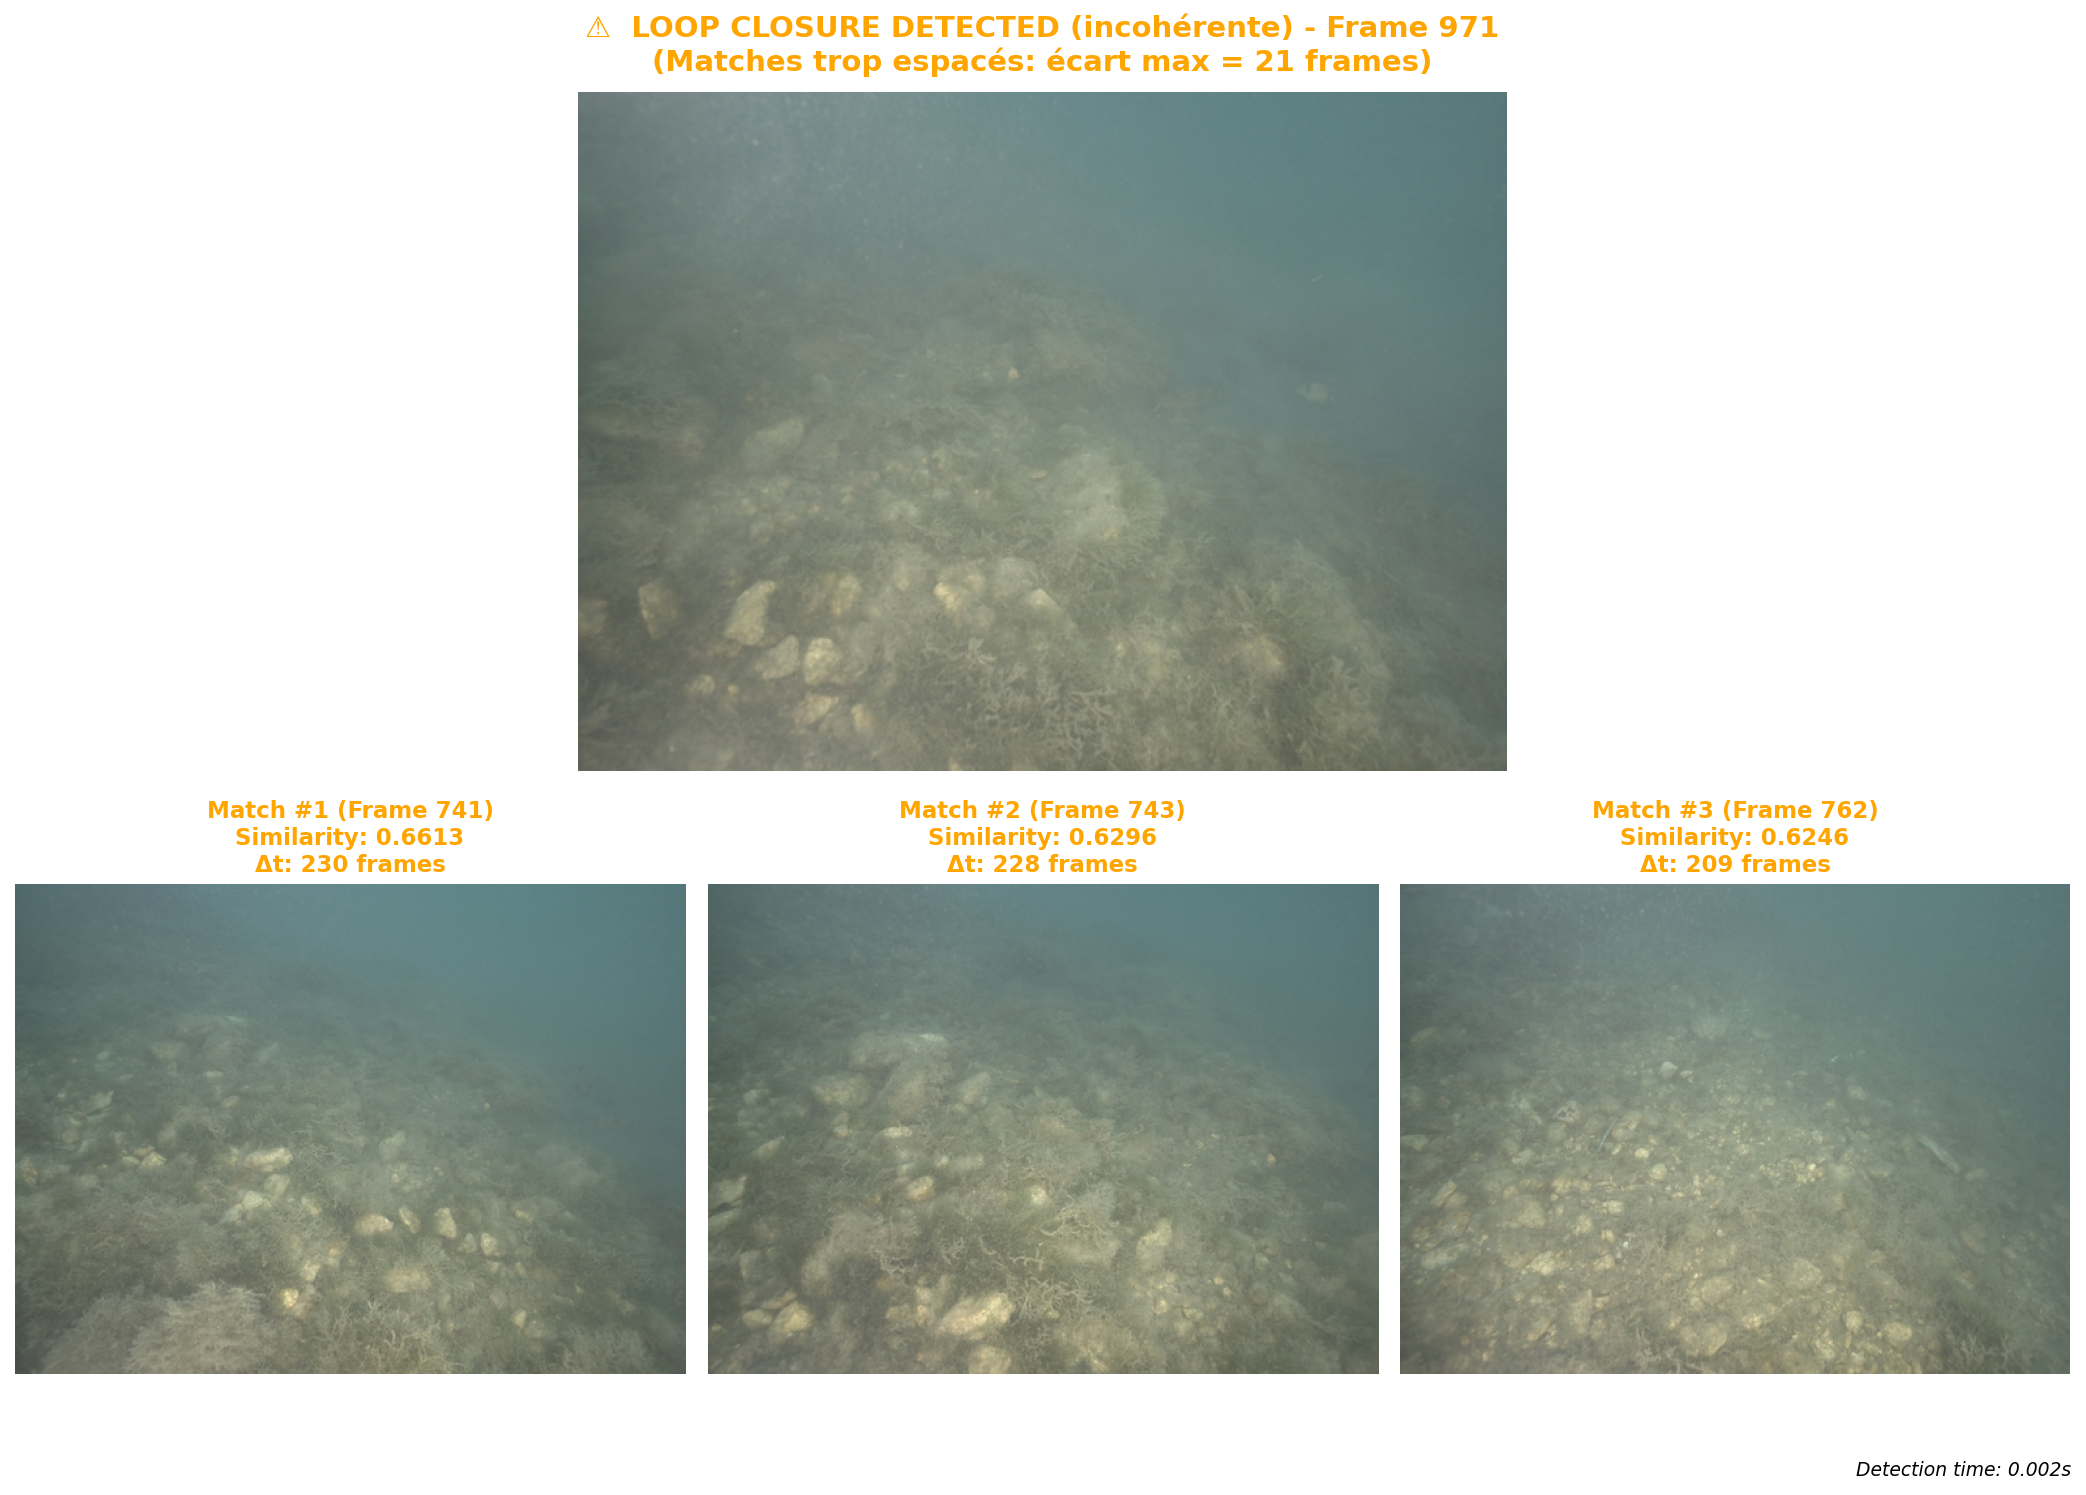 ⚠ LOOP CLOSURE DETECTED (incohérente) - Frame 971
(Matches trop espacés: écart max = 21 frames)
Match #1 (Frame 741)
Similarity: 0.6613
Δt: 230 frames
Match #2 (Frame 743)
Similarity: 0.6296
Δt: 228 frames
Match #3 (Frame 762)
Similarity: 0.6246
Δt: 209 frames
Detection time: 0.002s